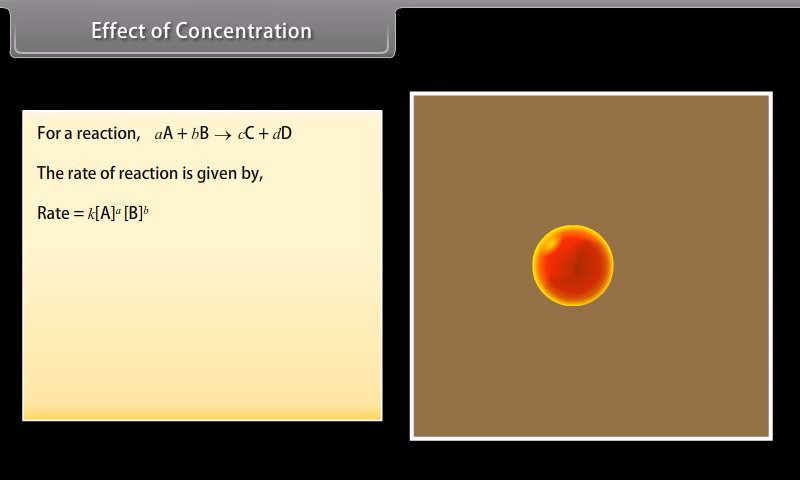 Effect of Concentration
For a reaction, aA + bB → cC + dD
The rate of reaction is given by,
Rate = k[A]ᵃ [B]ᵇ